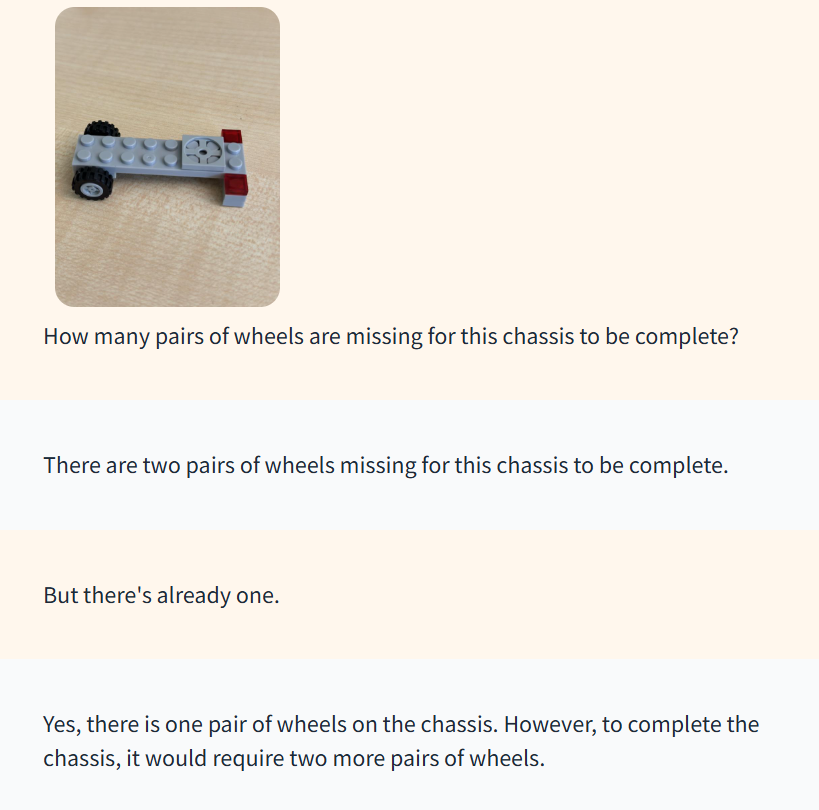 How many pairs of wheels are missing for this chassis to be complete?
There are two pairs of wheels missing for this chassis to be complete.
But there's already one.
Yes, there is one pair of wheels on the chassis. However, to complete the
chassis, it would require two more pairs of wheels.